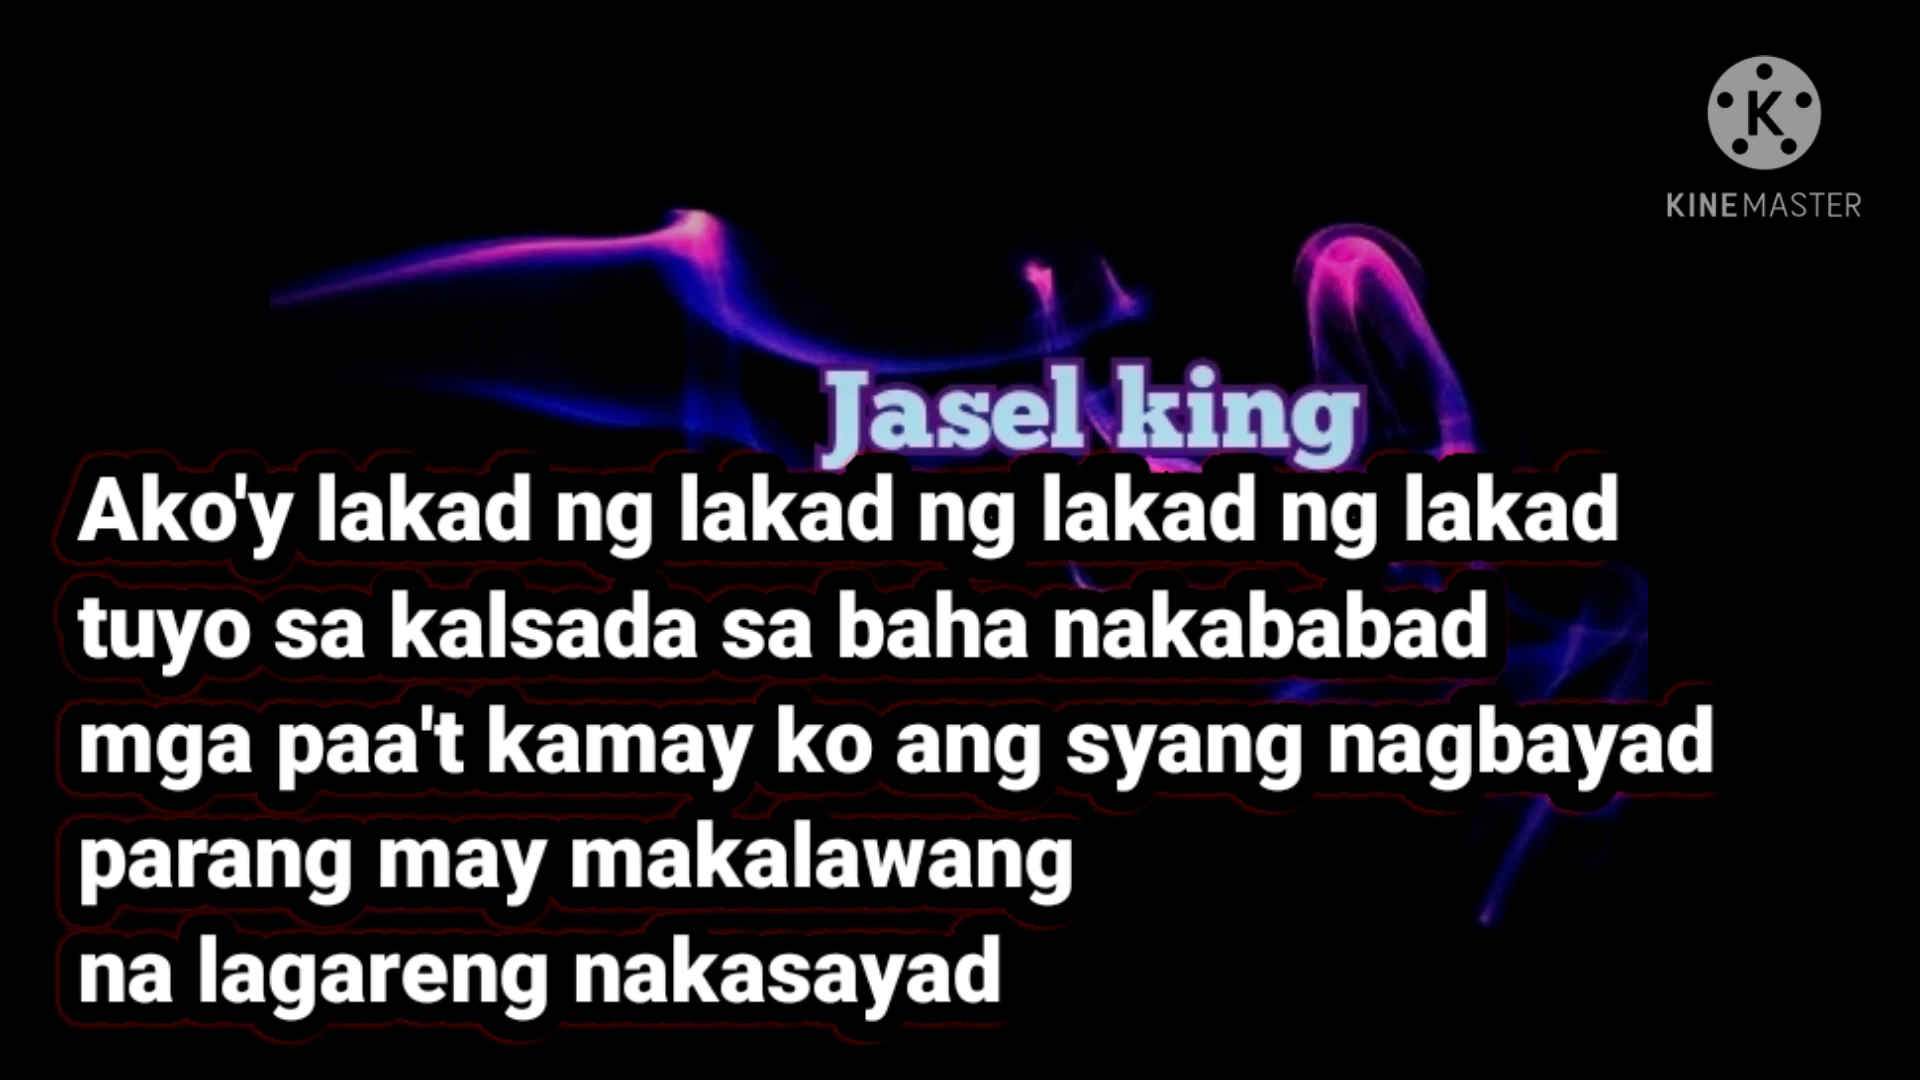 K
KINEMASTER
Jasel king
Ako'y lakad ng lakad ng lakad ng lakad
tuyo sa kalsada sa baha nakababad
mga paa't kamay ko ang syang nagbayad
parang may makalawang
na lagareng nakasayad